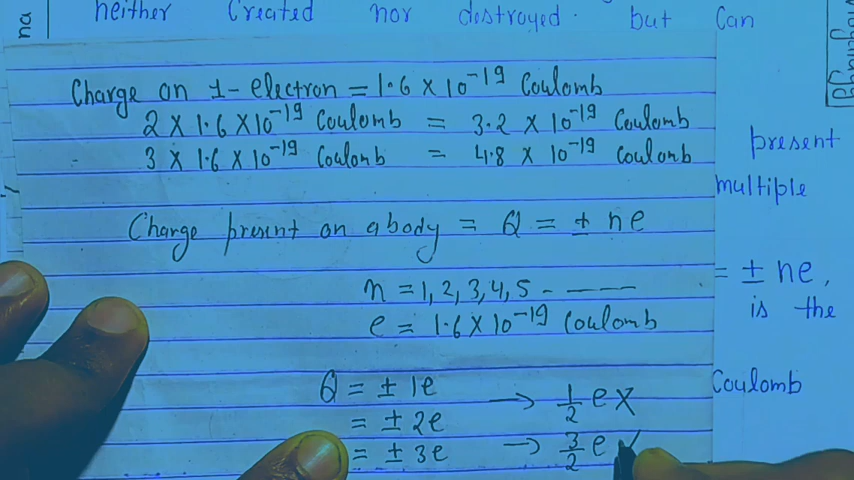 neither Created nor destroyed. but Can
na
Charge on 1- electron = 1.6 × 10⁻¹⁹ Coulomb
2 × 1.6 × 10⁻¹⁹ Coulomb = 3.2 × 10⁻¹⁹ Coulomb
3 × 1.6 × 10⁻¹⁹ Coulomb = 4.8 × 10⁻¹⁹ Coulomb
present
multiple
Charge present on a body = Q = ± ne
n = 1, 2, 3, 4, 5 - ——
= ± ne,
e = 1.6 × 10⁻¹⁹ Coulomb
is the
Q = ± 1e → 1/2 e x
Coulomb
= ± 2e
= ± 3e → 3/2 e